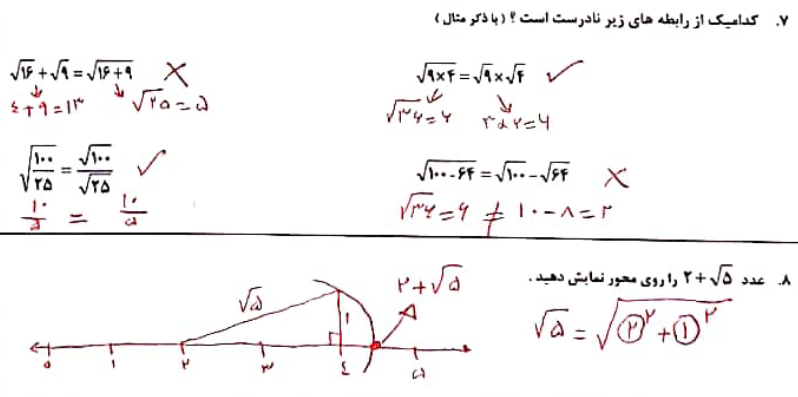 ۷. کدامیک از رابطه های زیر نادرست است ؟ ( با ذکر مثال )
√۹×۴ = √۹ × √۴ ✓
√۳۶ = ۶ ۳×۲=۶
√۱۶ + √۹ = √۱۶+۹ ✗
۴+۹=۱۳ √۲۵ = ۵
√۱۰۰-۶۴ = √۱۰۰ - √۶۴ ✗
√۳۶ = ۶ ≠ ۱۰-۸=۲
√۱۰۰/۲۵ = √۱۰۰/√۲۵ ✓
۱۰/۵ = ۱۰/۵
۸. عدد ۲+√۵ را روی محور نمایش دهید .
√۵ = √۲²+۱²
۲+√۵
√۵
۱
۰ ۱ ۲ ۳ ۴ ۵